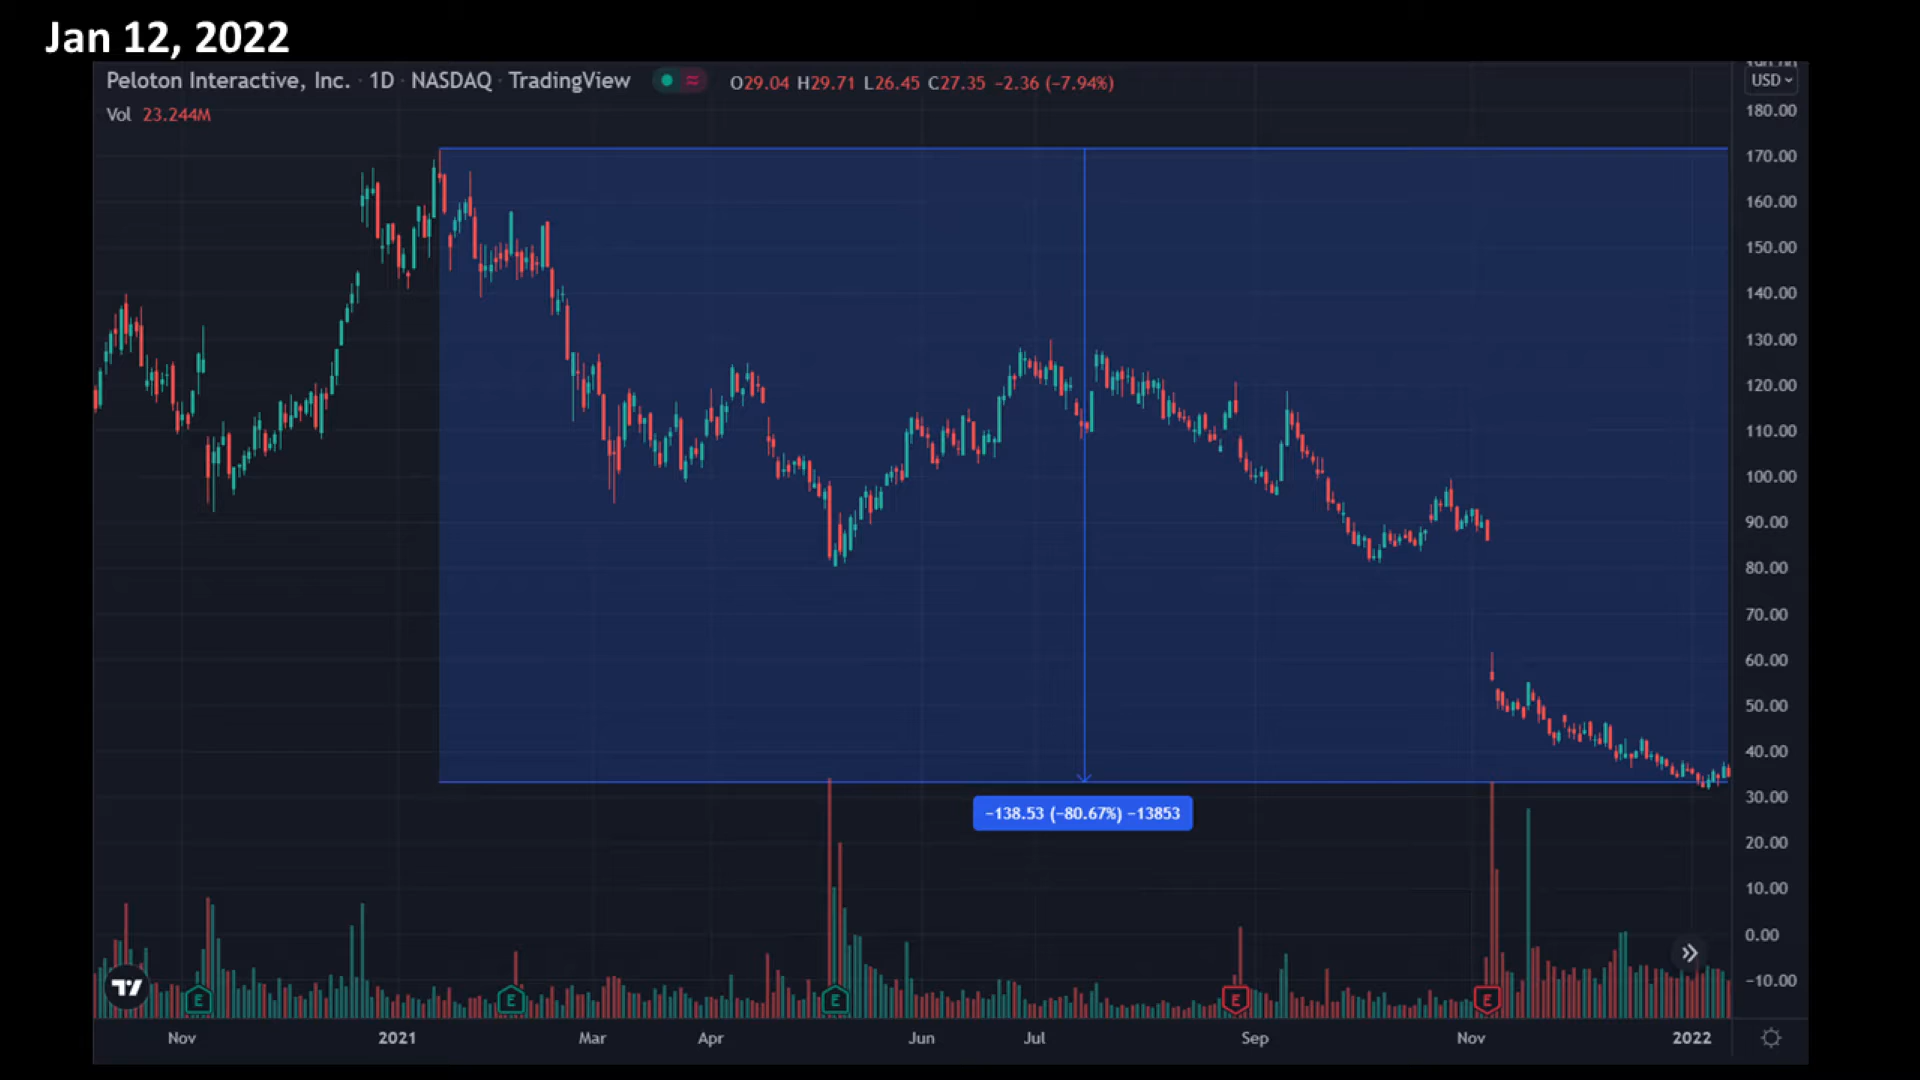 Jan 12, 2022
Peloton Interactive, Inc. · 1D · NASDAQ · TradingView
O29.04 H29.71 L26.45 C27.35 −2.36 (−7.94%)
Vol 23.244M
USD
180.00
170.00
160.00
150.00
140.00
130.00
120.00
110.00
100.00
90.00
80.00
70.00
60.00
50.00
40.00
30.00
20.00
10.00
0.00
−10.00
−138.53 (−80.67%) −13853
E
E
E
E
E
Nov
2021
Mar
Apr
Jun
Jul
Sep
Nov
2022